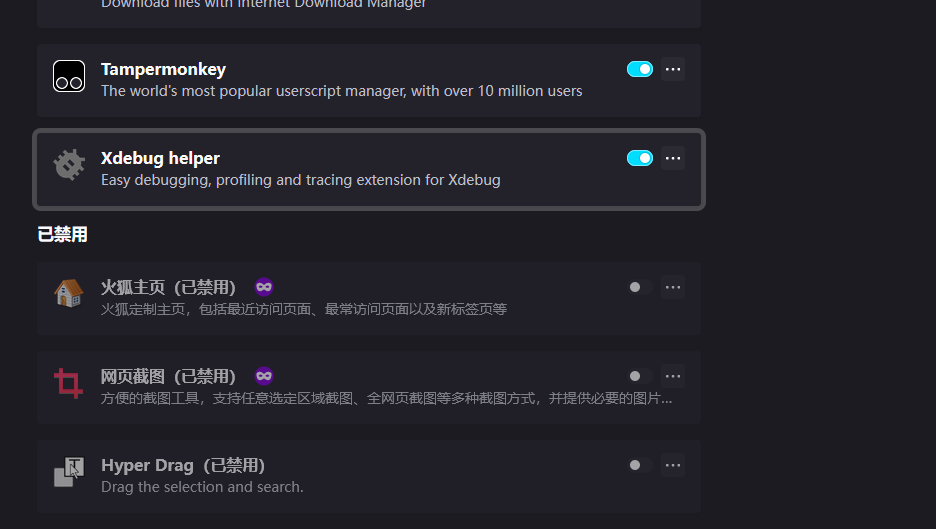 Download files with Internet Download Manager
Tampermonkey
The world's most popular userscript manager, with over 10 million users
Xdebug helper
Easy debugging, profiling and tracing extension for Xdebug
已禁用
火狐主页（已禁用）
火狐定制主页，包括最近访问页面、最常访问页面以及新标签页等
网页截图（已禁用）
方便的截图工具，支持任意选定区域截图、全网页截图等多种截图方式，并提供必要的图片...
Hyper Drag（已禁用）
Drag the selection and search.